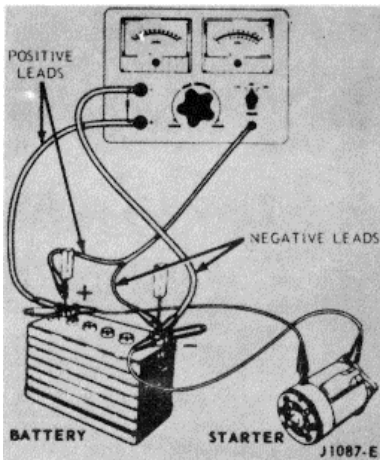 POSITIVE
LEADS
NEGATIVE LEADS
+
-
BATTERY
STARTER
J1087-E